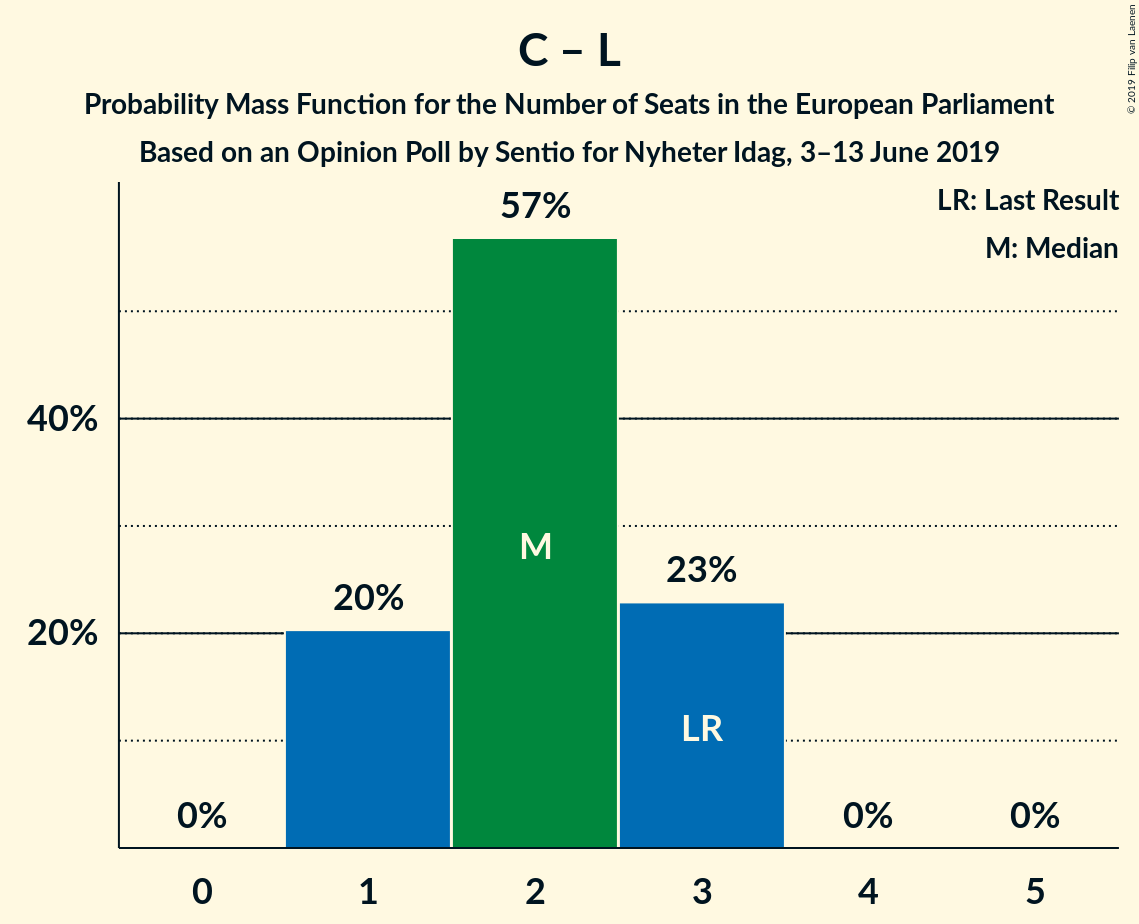 C – L
Probability Mass Function for the Number of Seats in the European Parliament
Based on an Opinion Poll by Sentio for Nyheter Idag, 3–13 June 2019
© 2019 Filip van Laenen
LR: Last Result
M: Median
57%
40%
M
23%
20%
20%
LR
0%
0%
0%
0
1
2
3
4
5